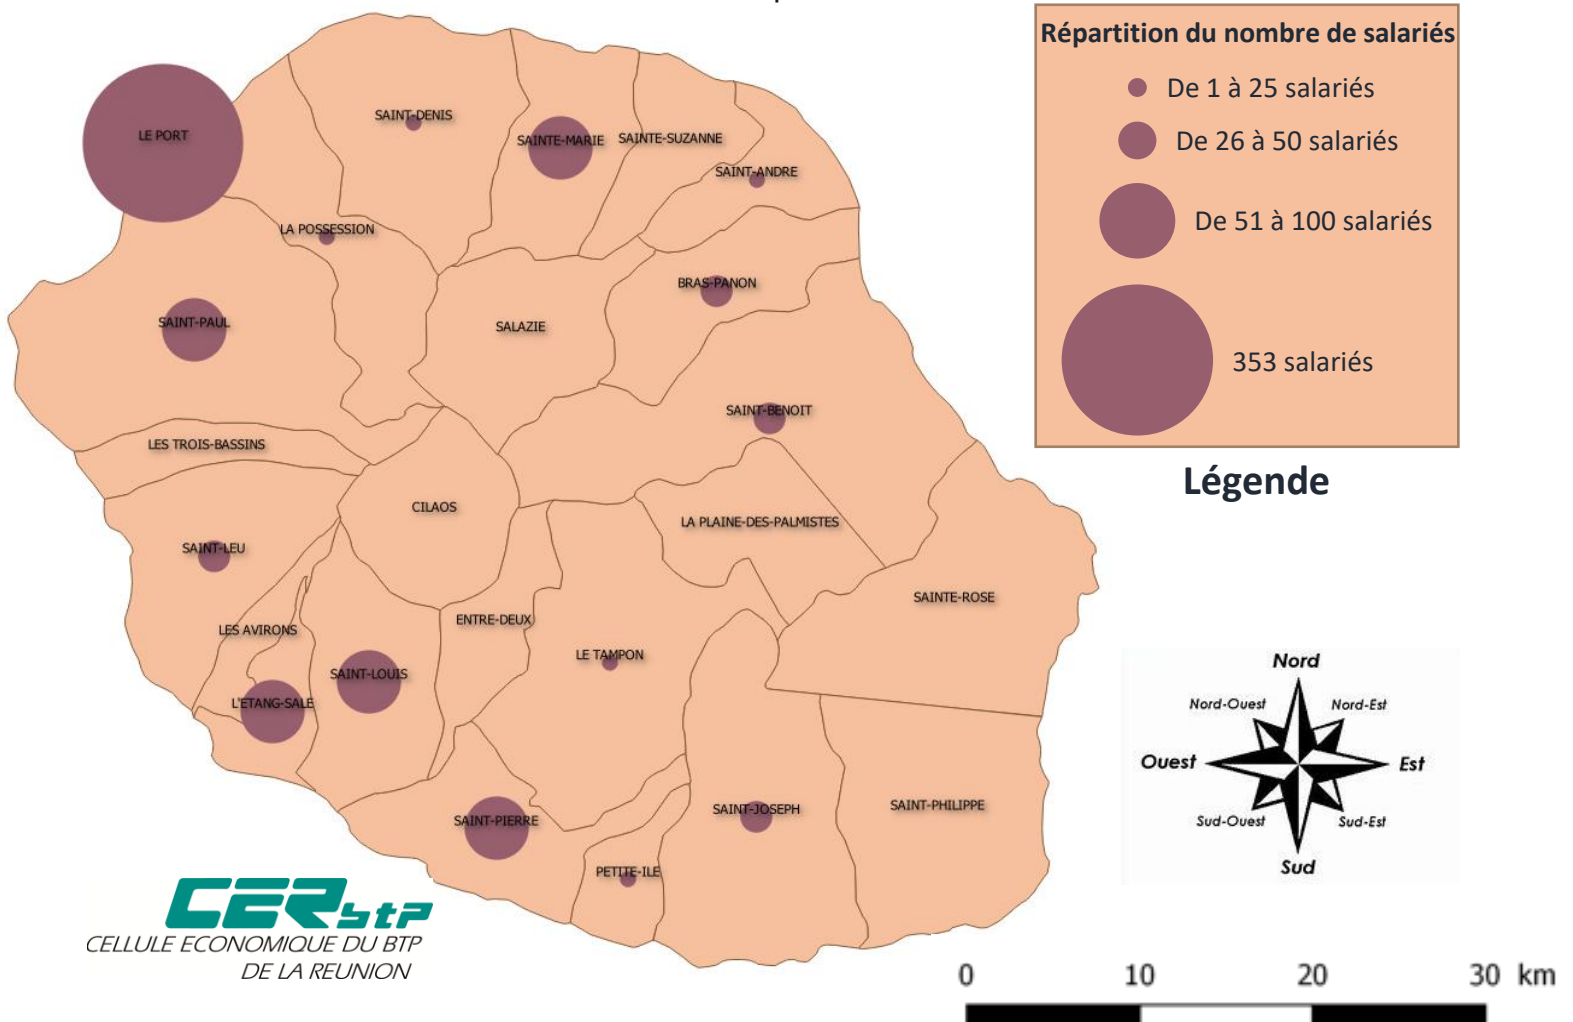 Répartition du nombre de salariés
De 1 à 25 salariés
De 26 à 50 salariés
De 51 à 100 salariés
353 salariés
Légende
LE PORT
SAINT-DENIS
SAINTE-MARIE
SAINTE-SUZANNE
SAINT-ANDRE
LA POSSESSION
BRAS-PANON
SAINT-PAUL
SALAZIE
SAINT-BENOIT
LES TROIS-BASSINS
CILAOS
LA PLAINE-DES-PALMISTES
SAINT-LEU
SAINTE-ROSE
ENTRE-DEUX
LES AVIRONS
LE TAMPON
SAINT-LOUIS
L'ETANG-SALE
SAINT-PIERRE
SAINT-JOSEPH
SAINT-PHILIPPE
PETITE-ILE
Nord
Nord-Ouest
Nord-Est
Ouest
Est
Sud-Ouest
Sud-Est
Sud
CERbtp
CELLULE ECONOMIQUE DU BTP
DE LA REUNION
0 10 20 30 km